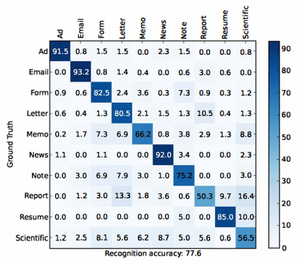 Ad Email Form Letter Memo News Note Report Resume Scientific
Ad 91.5 0.8 1.5 1.5 0.0 2.3 1.5 0.0 0.0 0.8
Email 0.0 93.2 0.8 1.4 0.4 0.0 0.6 3.0 0.6 0.0
Form 0.9 0.6 82.5 2.4 3.6 0.3 7.3 0.9 0.3 1.2
Letter 0.6 0.4 1.3 80.5 2.1 1.5 1.3 10.5 0.4 1.3
Memo 0.2 1.7 7.3 6.9 66.2 0.8 3.8 2.9 1.3 8.8
News 1.1 0.0 1.1 0.0 0.0 92.0 3.4 0.0 0.0 2.3
Note 0.0 3.0 6.9 7.9 3.0 1.0 75.2 0.0 0.0 3.0
Report 0.0 1.2 3.0 13.3 1.8 3.6 0.6 50.3 9.7 16.4
Resume 0.0 0.0 0.0 0.0 0.0 0.0 5.0 0.0 85.0 10.0
Scientific 1.2 2.5 8.1 5.6 6.2 8.7 5.0 5.6 0.6 56.5
Ground Truth
Recognition accuracy: 77.6
90
80
70
60
50
40
30
20
10
0